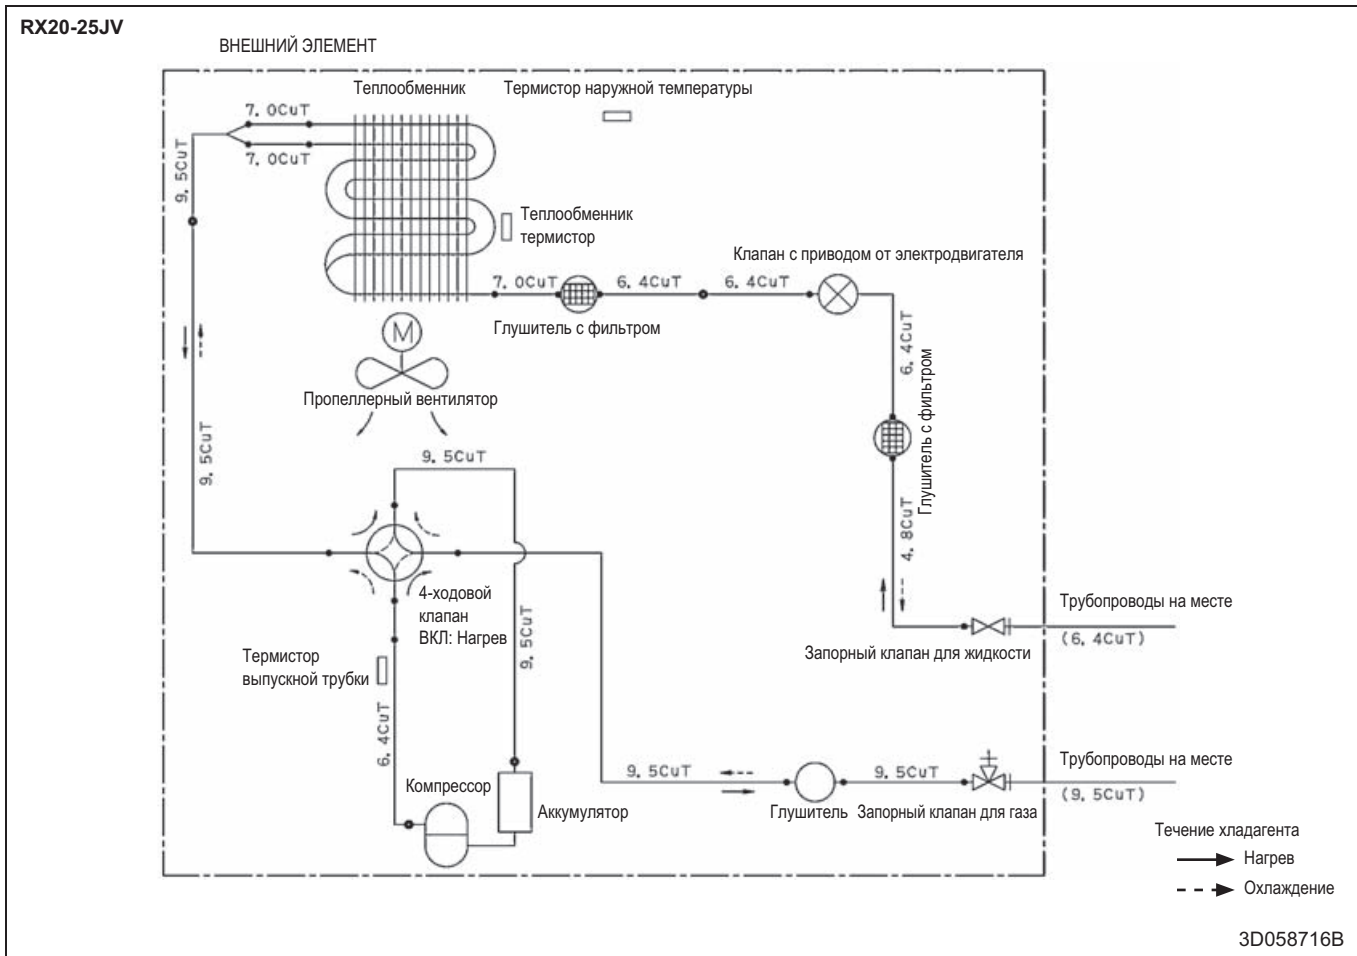 RX20-25JV
ВНЕШНИЙ ЭЛЕМЕНТ
Теплообменник
Термистор наружной температуры
7. 0CuT
7. 0CuT
9. 5CuT
Теплообменник
термистор
Клапан с приводом от электродвигателя
7. 0CuT
6. 4CuT
6. 4CuT
Глушитель с фильтром
M
6. 4CuT
Глушитель с фильтром
Пропеллерный вентилятор
9. 5CuT
9. 5CuT
4. 8CuT
4-ходовой
клапан
ВКЛ: Нагрев
9. 5CuT
Трубопроводы на месте
(6. 4CuT)
Запорный клапан для жидкости
Термистор
выпускной трубки
6. 4CuT
Компрессор
Аккумулятор
9. 5CuT
9. 5CuT
Глушитель
Запорный клапан для газа
Трубопроводы на месте
(9. 5CuT)
Течение хладагента
Нагрев
Охлаждение
3D058716B